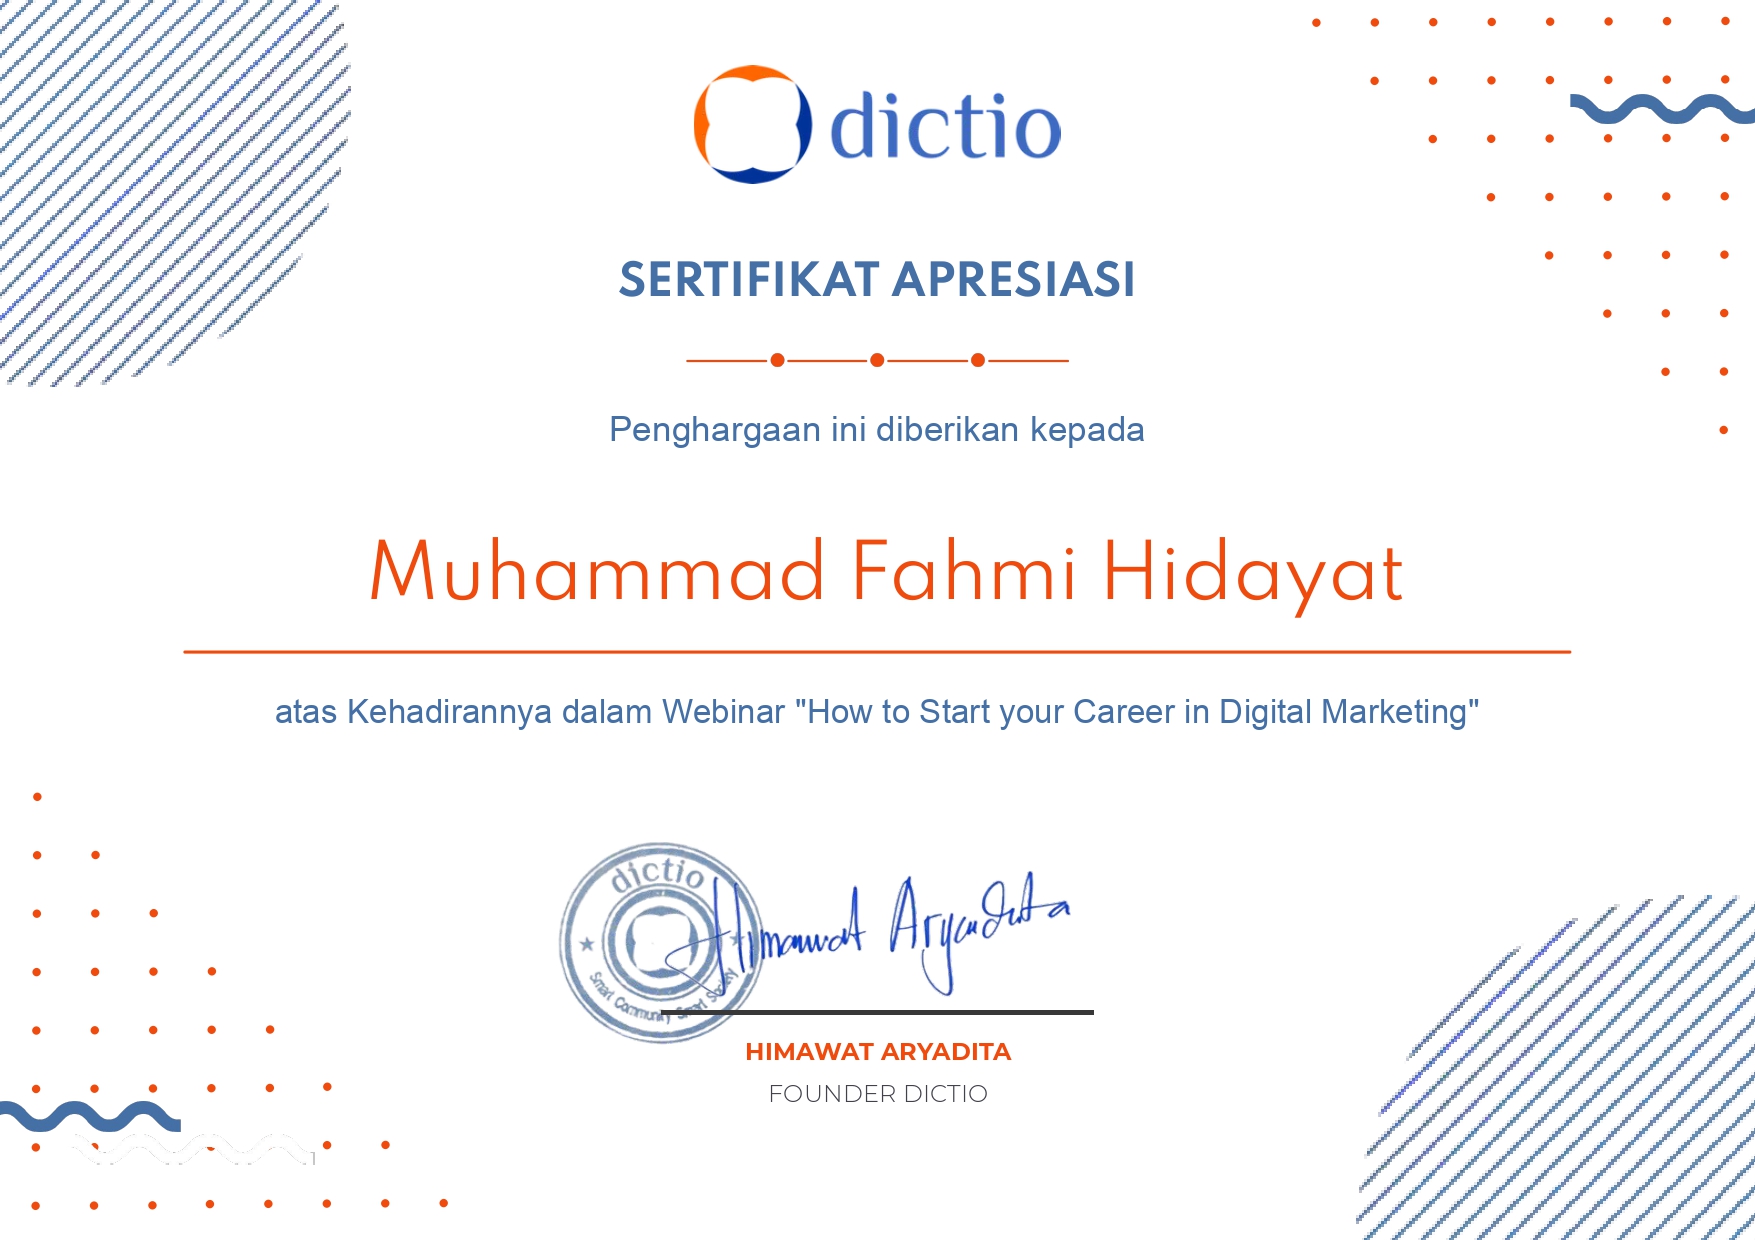 dictio
SERTIFIKAT APRESIASI
Penghargaan ini diberikan kepada
Muhammad Fahmi Hidayat
atas Kehadirannya dalam Webinar "How to Start your Career in Digital Marketing"
dictio
Smart Community Smart Society
Himawat Aryadita
HIMAWAT ARYADITA
FOUNDER DICTIO